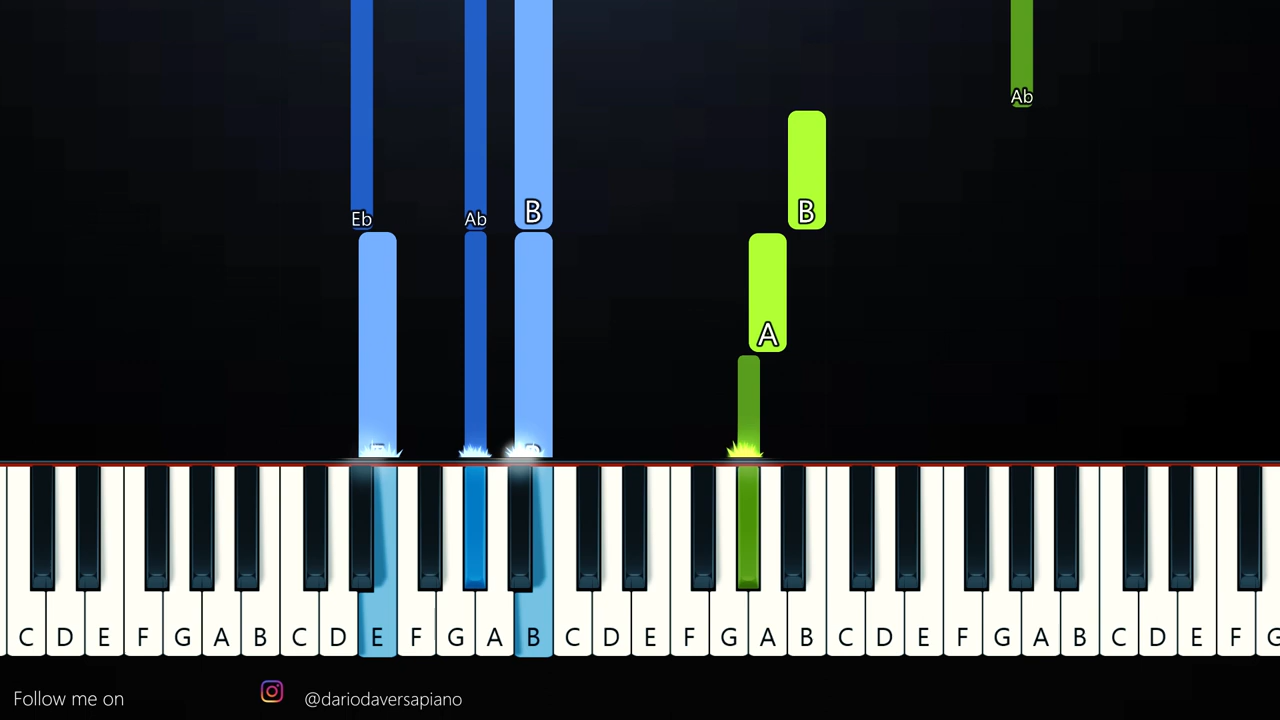 Ab
Eb Ab B B
A
C D E F G A B C D E F G A B C D E F G A B C D E F G A B C D E F
Follow me on @dariodaversapiano